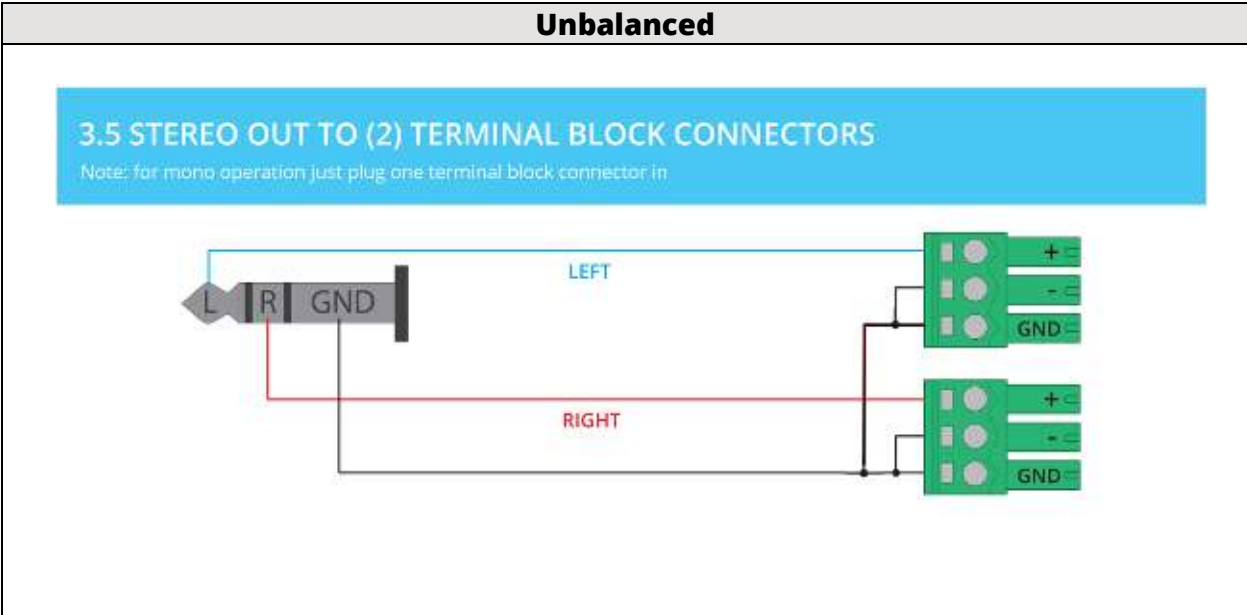 Unbalanced
3.5 STEREO OUT TO (2) TERMINAL BLOCK CONNECTORS
Note: for mono operation just plug one terminal block connector in
L R GND
LEFT
+
-
GND
RIGHT
+
-
GND